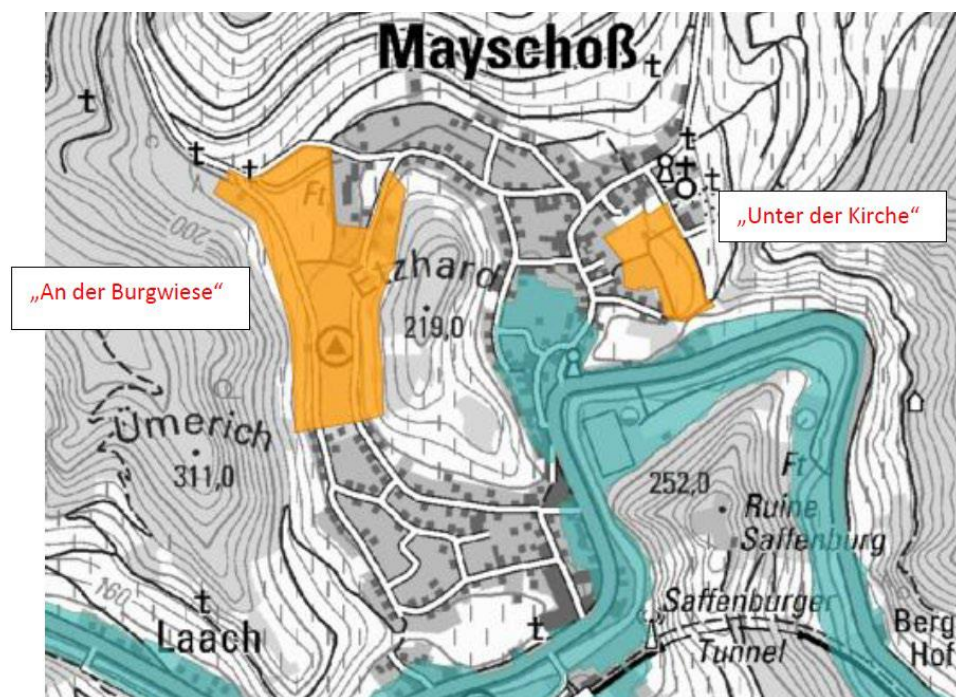 Mayschoß
„Unter der Kirche“
Ft
200
„An der Burgwiese“
Etzhard
219,0
Ümerich
311,0
252,0
Ft
Ruine
Saffenburg
160
Saffenburger
Laach
Tunnel
Berg
Hof